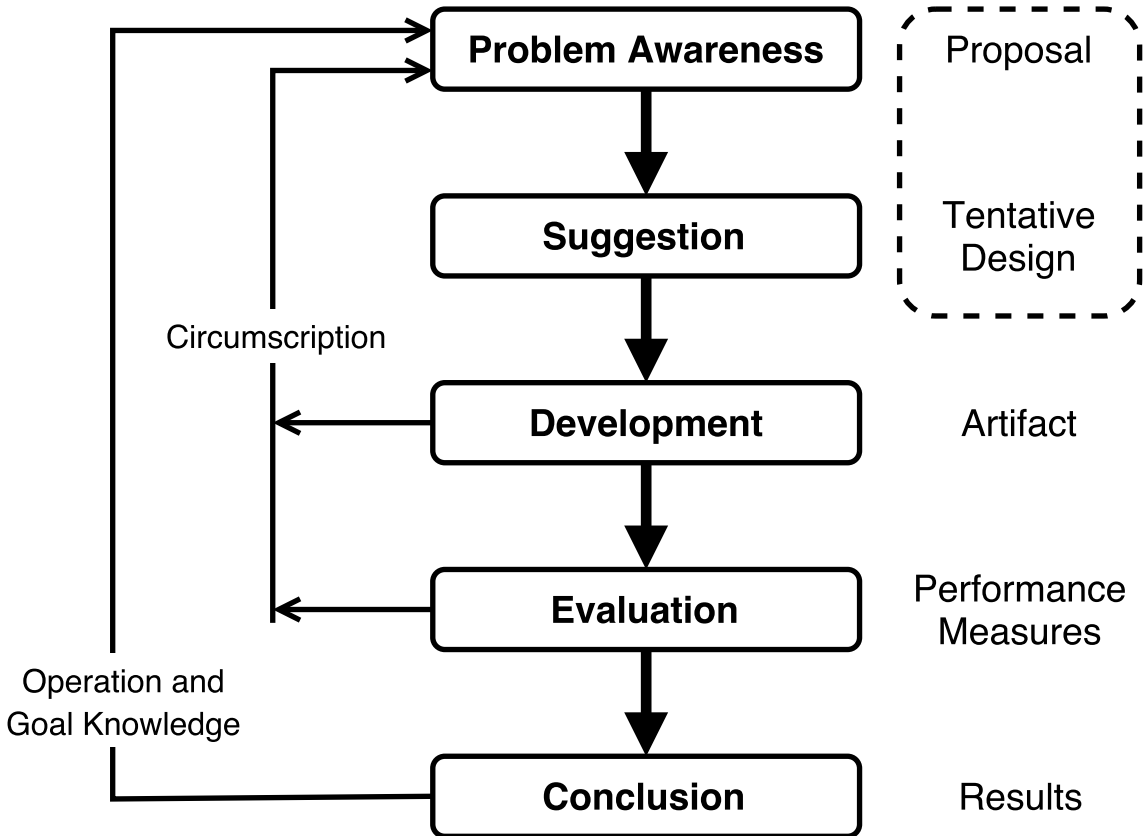 Problem Awareness
Proposal
Suggestion
Tentative
Design
Circumscription
Development
Artifact
Evaluation
Performance
Measures
Operation and
Goal Knowledge
Conclusion
Results